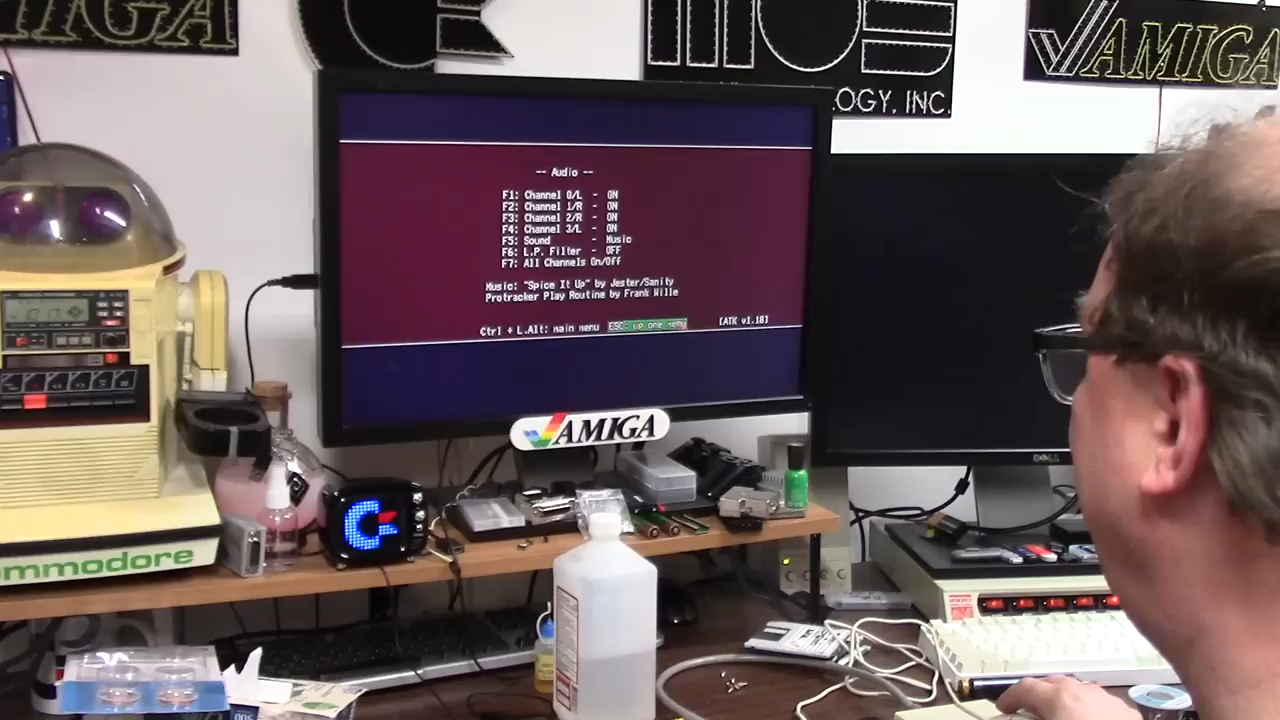 AMIGA
OGY, INC.
AMIGA
-- Audio --
F1: Channel 0/L - ON
F2: Channel 1/R - ON
F3: Channel 2/R - ON
F4: Channel 3/L - ON
F5: Sound - Music
F6: L.P. Filter - OFF
F7: All Channels On/Off
Music: "Spice It Up" by Jester/Sanity
Protracker Play Routine by Frank Wille
Ctrl + L.Alt: main menu ESC: up one menu [ATK v1.18]
AMIGA
DELL
ommodore